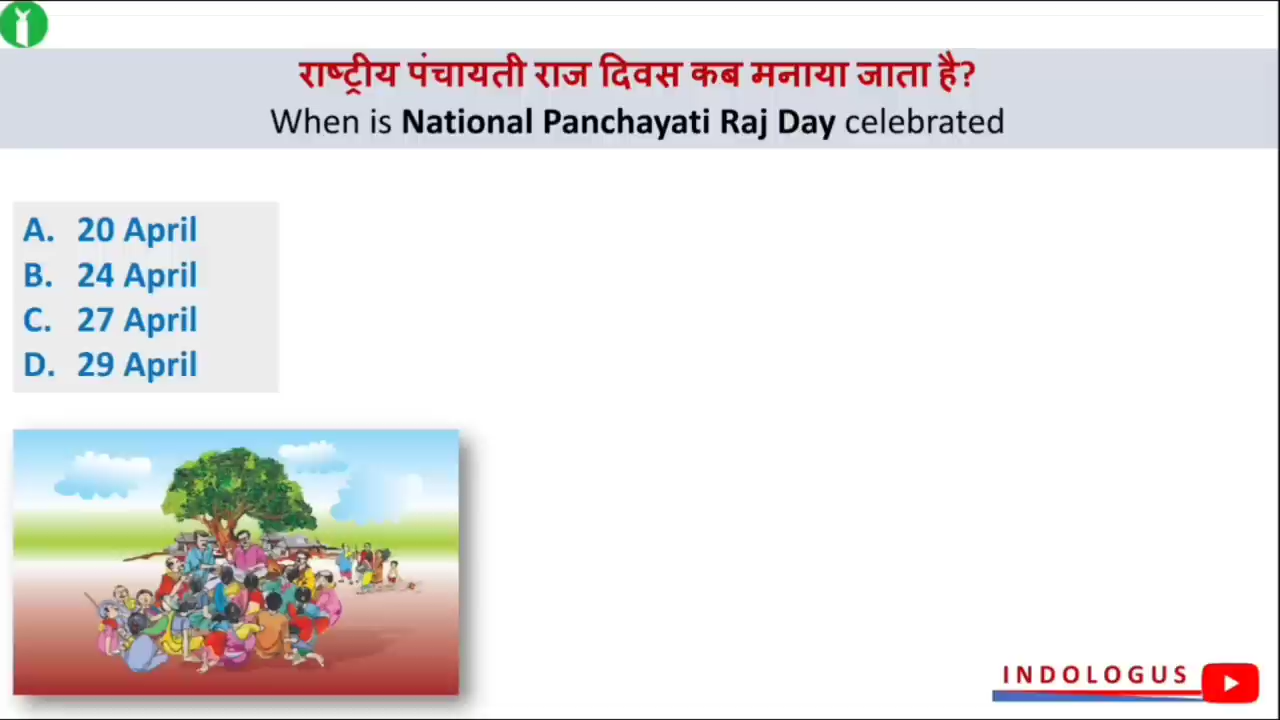 राष्ट्रीय पंचायती राज दिवस कब मनाया जाता है?
When is National Panchayati Raj Day celebrated
A. 20 April
B. 24 April
C. 27 April
D. 29 April
INDOLOGUS